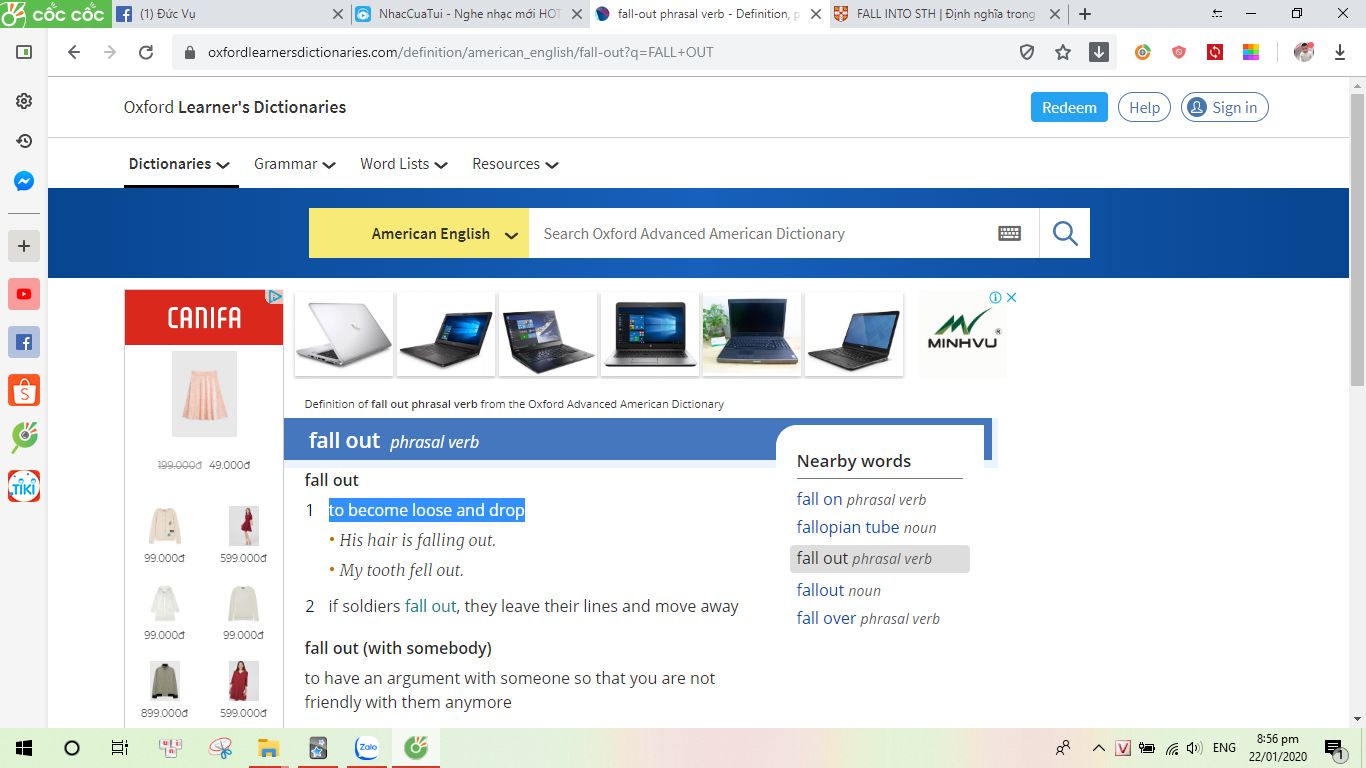 cốc cốc
(1) Đức Vụ
NhacCuaTui - Nghe nhạc mới HOT
fall-out phrasal verb - Definition, p
FALL INTO STH | Định nghĩa trong
oxfordlearnersdictionaries.com/definition/american_english/fall-out?q=FALL+OUT
Oxford Learner's Dictionaries
Redeem
Help
Sign in
Dictionaries
Grammar
Word Lists
Resources
American English
Search Oxford Advanced American Dictionary
CANIFA
199.000đ 49.000đ
99.000đ 599.000đ
99.000đ 99.000đ
899.000đ 599.000đ
MINHVU
Definition of fall out phrasal verb from the Oxford Advanced American Dictionary
fall out phrasal verb
fall out
1 to become loose and drop
• His hair is falling out.
• My tooth fell out.
2 if soldiers fall out, they leave their lines and move away
fall out (with somebody)
to have an argument with someone so that you are not
friendly with them anymore
Nearby words
fall on phrasal verb
fallopian tube noun
fall out phrasal verb
fallout noun
fall over phrasal verb
TIKI
Zalo
V
ENG
8:56 pm
22/01/2020
1